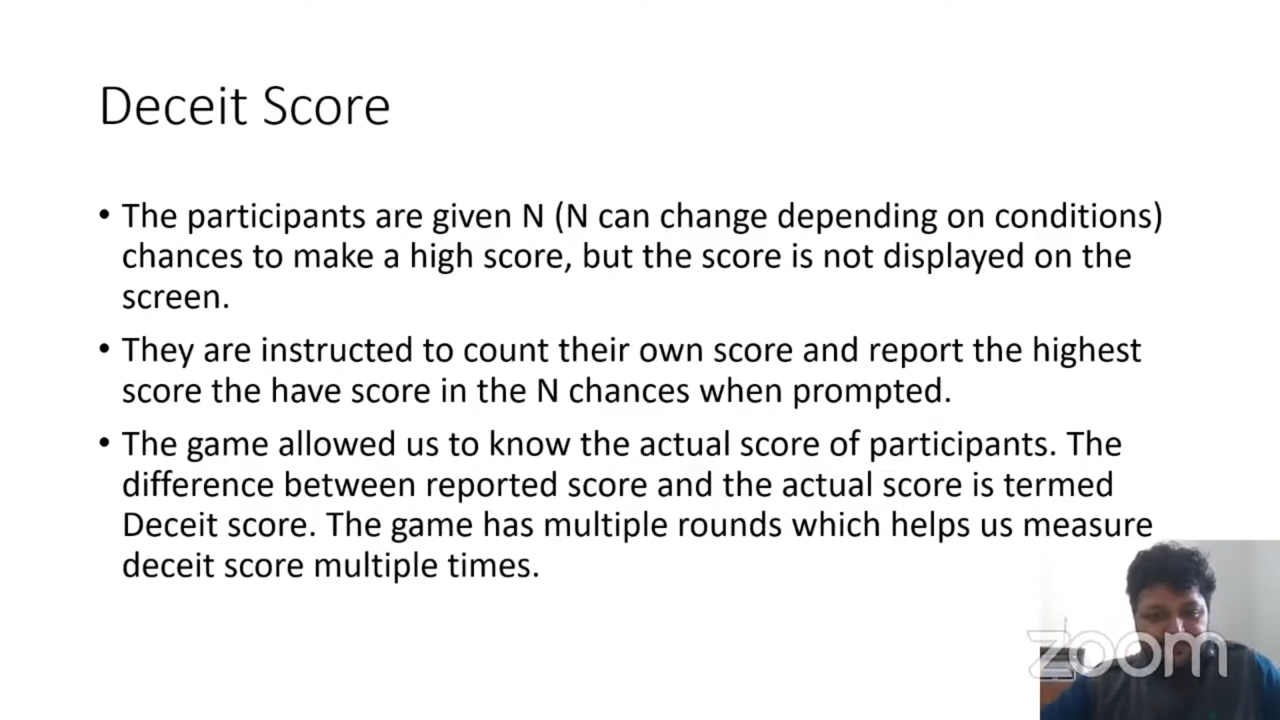 Deceit Score
• The participants are given N (N can change depending on conditions)
chances to make a high score, but the score is not displayed on the
screen.
• They are instructed to count their own score and report the highest
score the have score in the N chances when prompted.
• The game allowed us to know the actual score of participants. The
difference between reported score and the actual score is termed
Deceit score. The game has multiple rounds which helps us measure
deceit score multiple times.
zoom